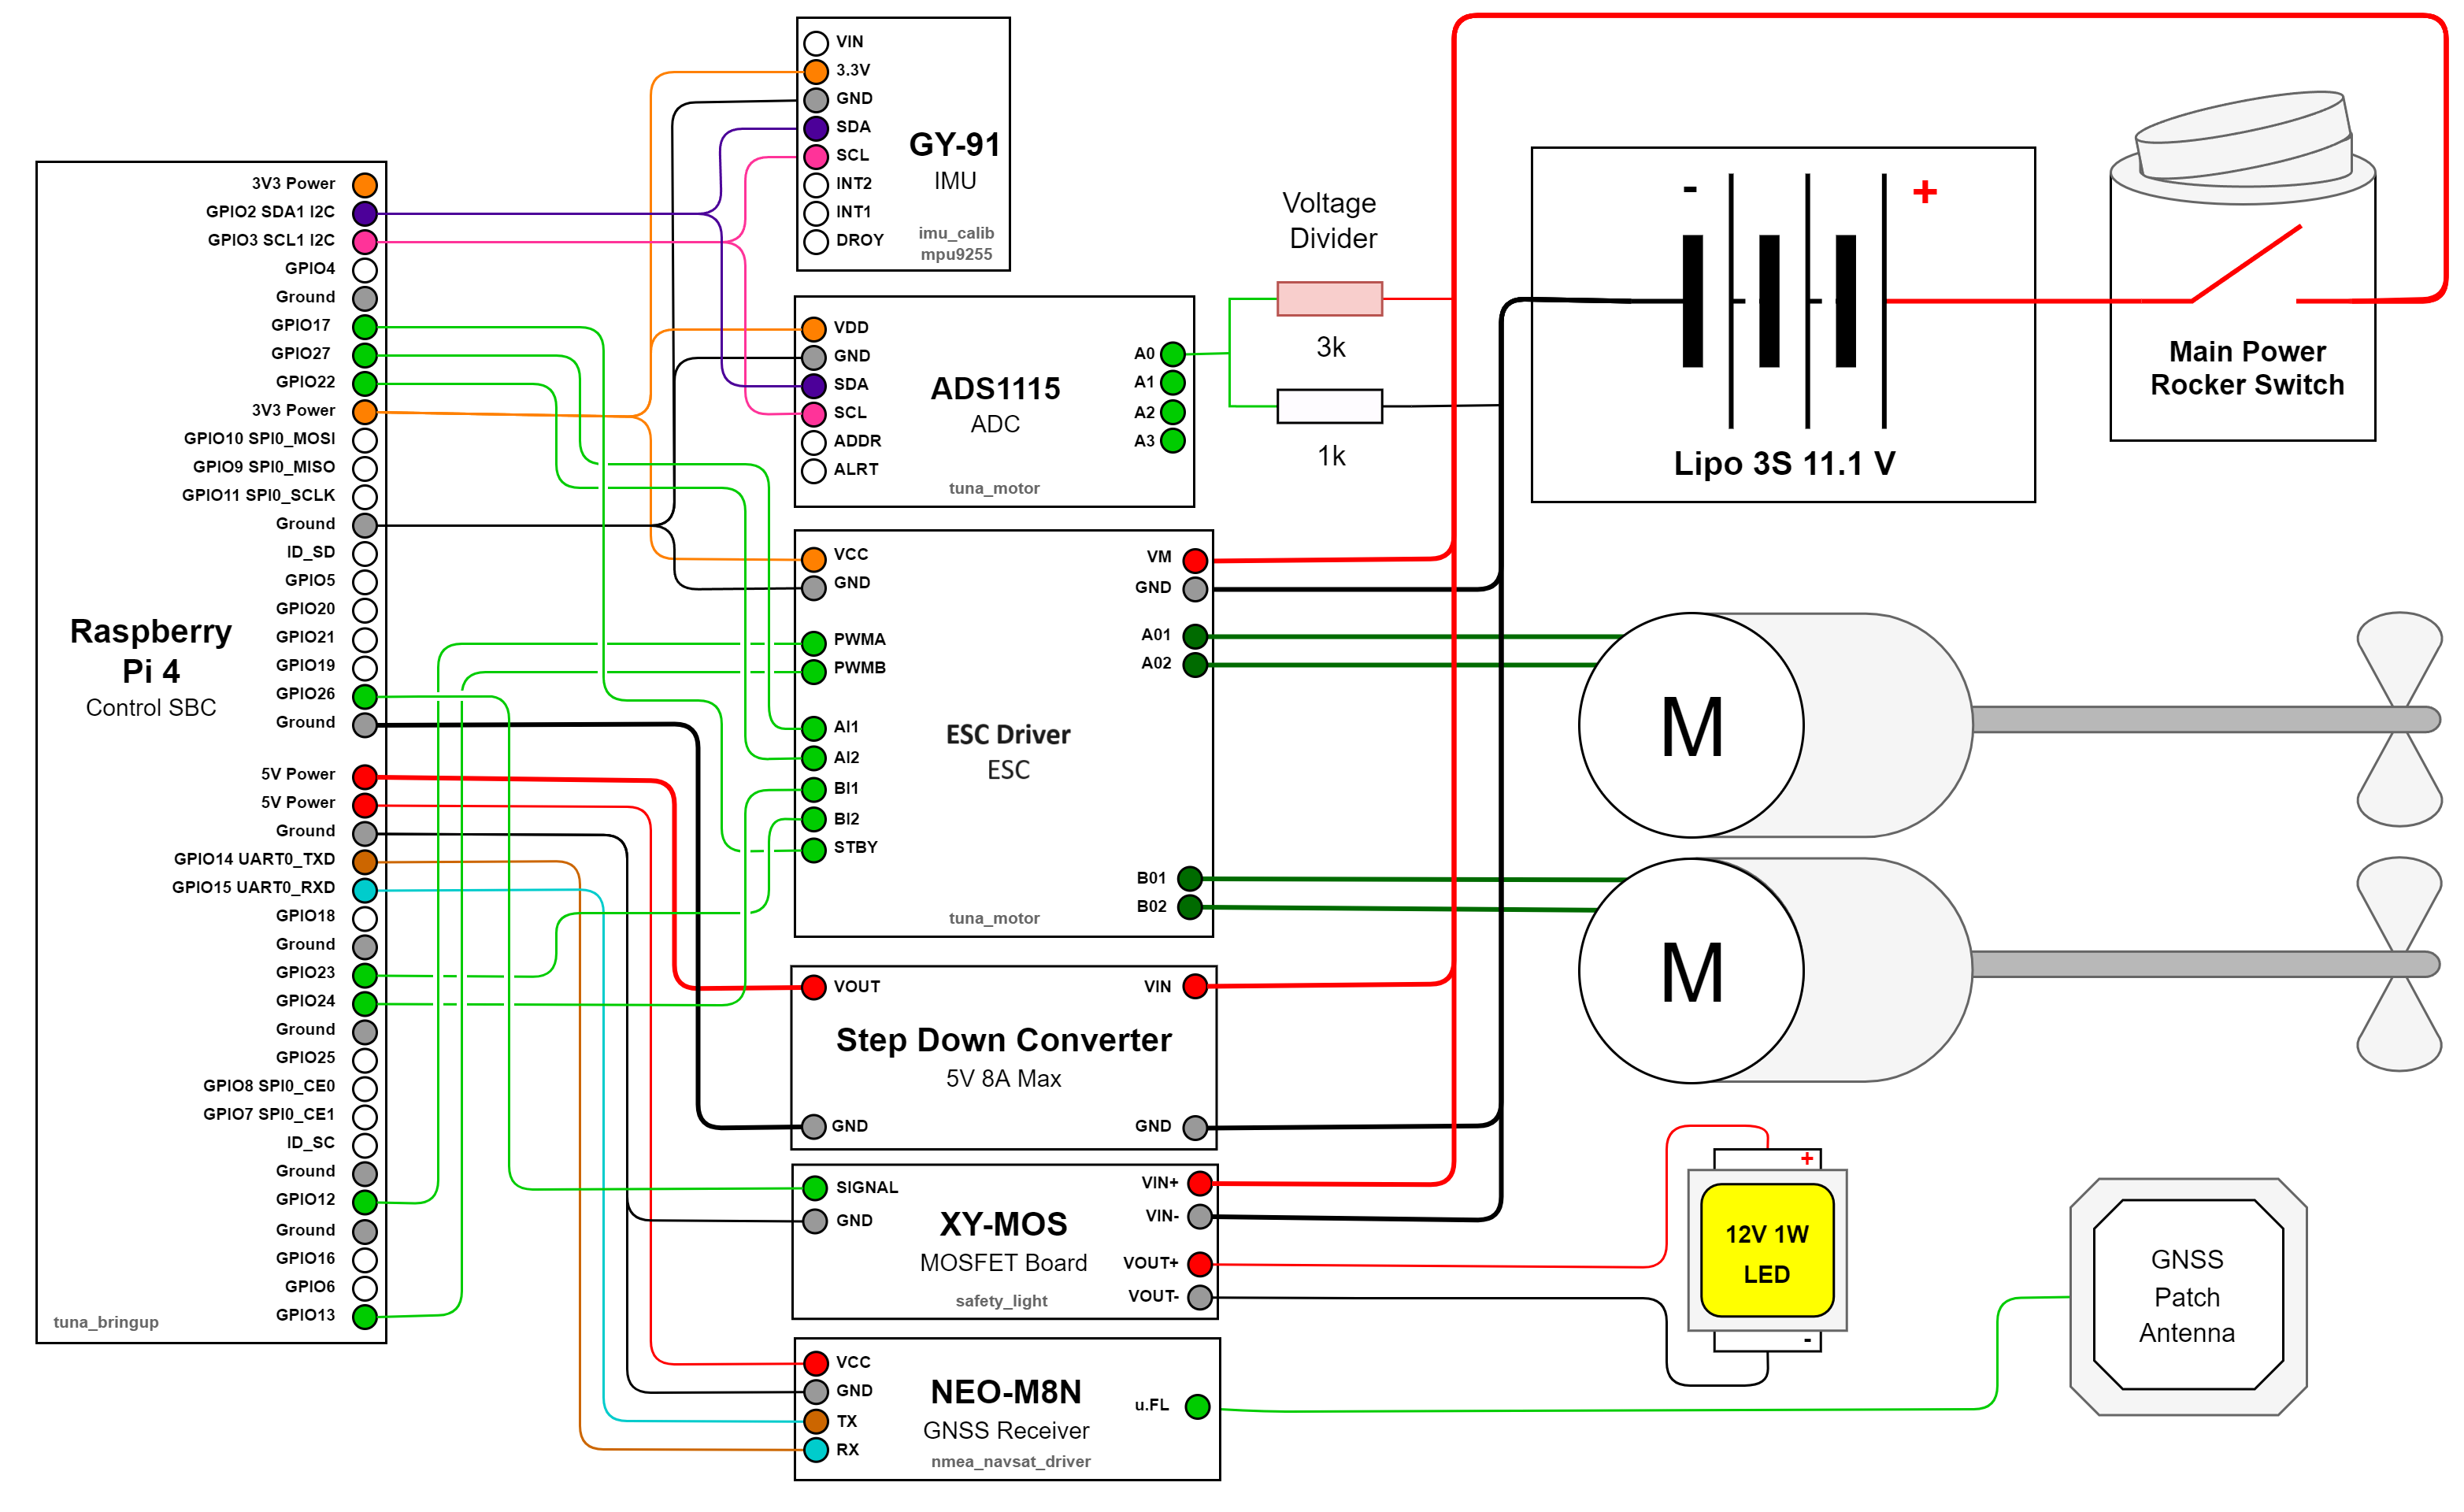 3V3 Power
GPIO2 SDA1 I2C
GPIO3 SCL1 I2C
GPIO4
Ground
GPIO17
GPIO27
GPIO22
3V3 Power
GPIO10 SPI0_MOSI
GPIO9 SPI0_MISO
GPIO11 SPI0_SCLK
Ground
ID_SD
GPIO5
GPIO20
GPIO21
GPIO19
GPIO26
Ground
Raspberry
Pi 4
Control SBC
5V Power
5V Power
Ground
GPIO14 UART0_TXD
GPIO15 UART0_RXD
GPIO18
Ground
GPIO23
GPIO24
Ground
GPIO25
GPIO8 SPI0_CE0
GPIO7 SPI0_CE1
ID_SC
Ground
GPIO12
Ground
GPIO16
GPIO6
GPIO13
tuna_bringup
VIN
3.3V
GND
SDA
SCL
INT2
INT1
DROY
GY-91
IMU
imu_calib
mpu9255
VDD
GND
SDA
SCL
ADDR
ALRT
ADS1115
ADC
tuna_motor
A0
A1
A2
A3
Voltage
Divider
3k
1k
VCC
GND
PWMA
PWMB
AI1
AI2
BI1
BI2
STBY
ESC Driver
ESC
tuna_motor
VM
GND
A01
A02
B01
B02
VOUT
GND
Step Down Converter
5V 8A Max
VIN
GND
SIGNAL
GND
XY-MOS
MOSFET Board
safety_light
VIN+
VIN-
VOUT+
VOUT-
VCC
GND
TX
RX
NEO-M8N
GNSS Receiver
nmea_navsat_driver
u.FL
- +
Lipo 3S 11.1 V
Main Power
Rocker Switch
M
M
+
12V 1W
LED
-
GNSS
Patch
Antenna